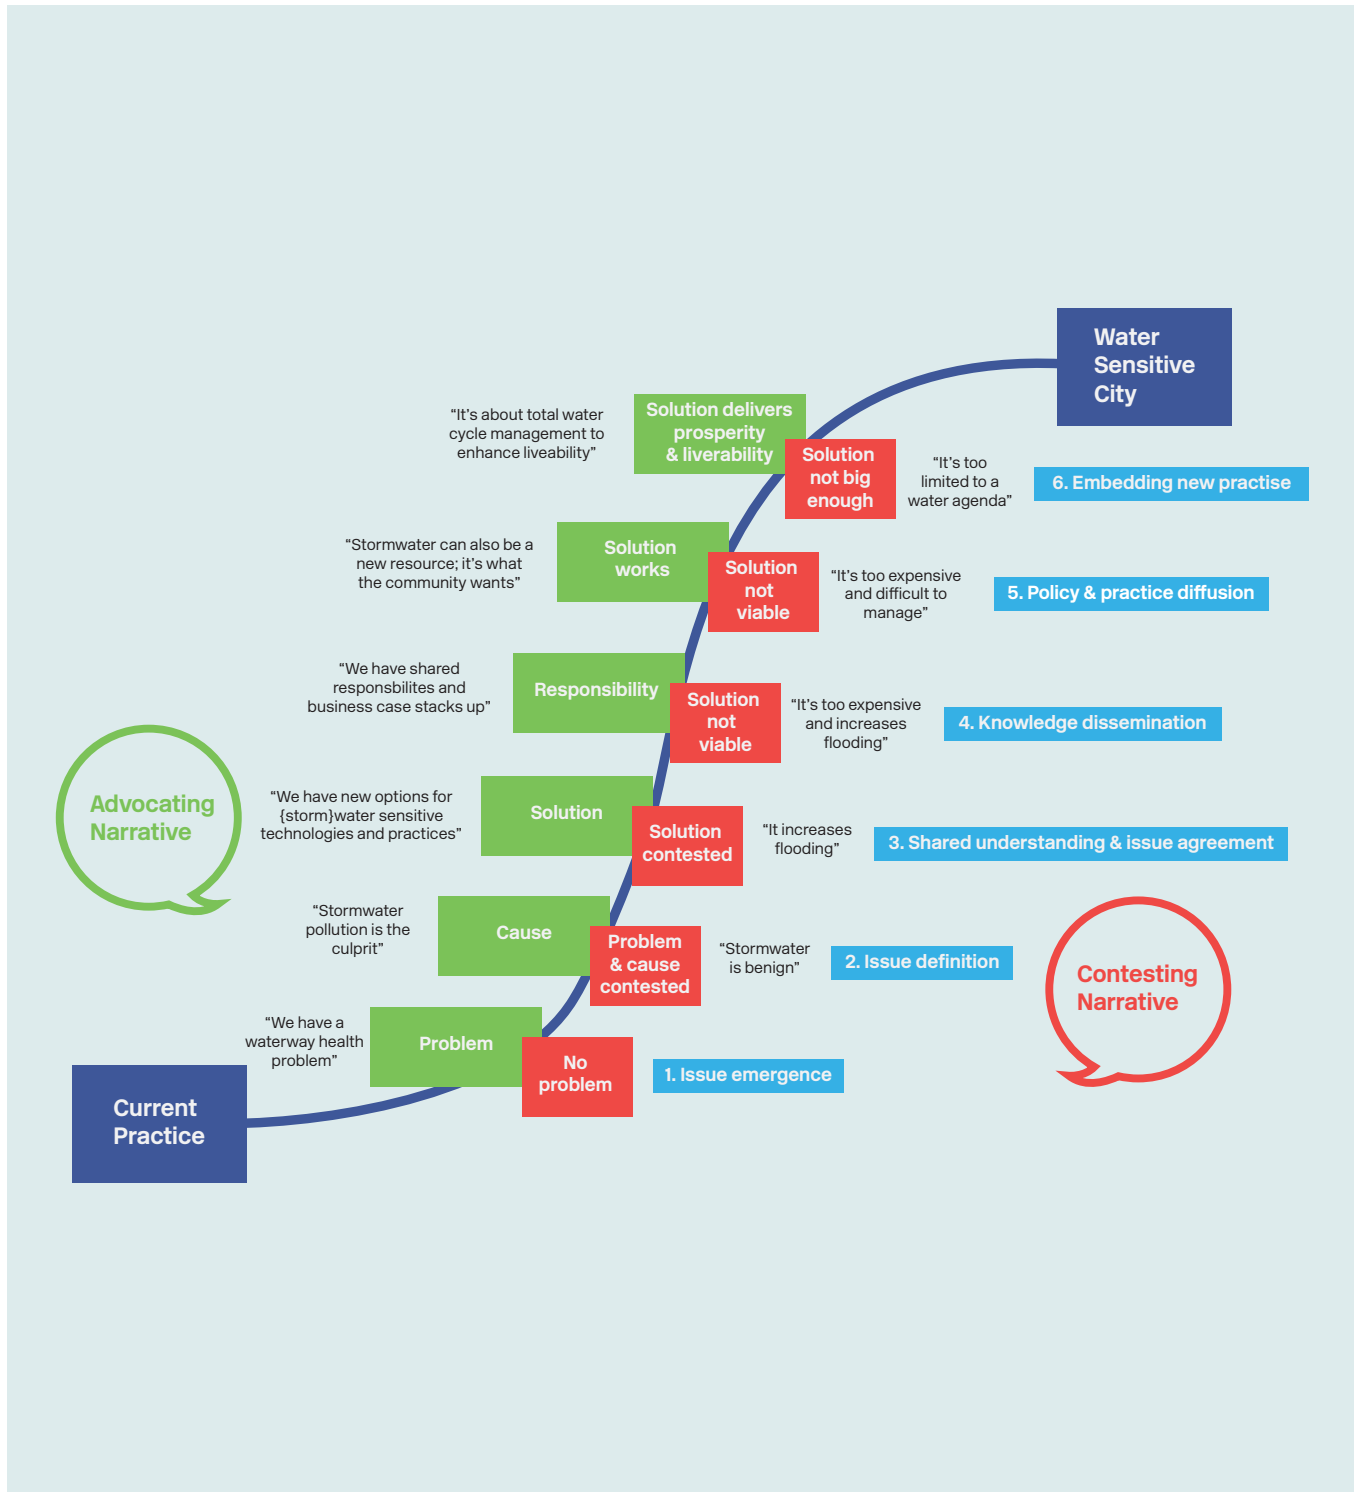 Water
Sensitive
City
“It’s about total water
cycle management to
enhance liveability”
Solution delivers
prosperity
& liverability
Solution
not big
enough
“It’s too
limited to a
water agenda”
6. Embedding new practise
“Stormwater can also be a
new resource; it’s what
the community wants”
Solution
works
Solution
not
viable
“It’s too expensive
and difficult to
manage”
5. Policy & practice diffusion
“We have shared
responsbilites and
business case stacks up”
Responsibility
Solution
not
viable
“It’s too expensive
and increases
flooding”
4. Knowledge dissemination
Advocating
Narrative
“We have new options for
{storm}water sensitive
technologies and practices”
Solution
Solution
contested
“It increases
flooding”
3. Shared understanding & issue agreement
“Stormwater
pollution is the
culprit”
Cause
Problem
& cause
contested
“Stormwater
is benign”
2. Issue definition
Contesting
Narrative
“We have a
waterway health
problem”
Problem
No
problem
1. Issue emergence
Current
Practice